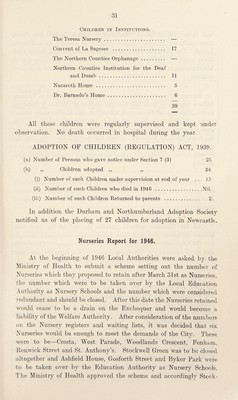 31
CHILDREN IN INSTITUTIONS.
The Teresa Nursery —
Convent of La Sagesse 17
The Northern Counties Orphanage —
Northern Counties Institution for the Deaf
and Dumb 11
Nazareth Home 5
Dr. Barnado's Home 6
39
All these children were regularly supervised and kept under
observation. No death occurred in hospital during the year.
ADOPTION OF CHILDREN (REGULATION) ACT, 1939.
(a) Number of Persons who gave notice under Section 7 (3)
(b) „ Children adopted „ „ 24
(i) Number of such Children under supervision at end of year
(ii) Number of such Children who died in 1946 Nil.
(iii) Number of such Children Returned to parents 2
In addition the Durham and Northumberland Adoption Society
notified us of the placing of 27 children for adoption in Newcastle.
Nurseries Report for 1946.
At the beginning of 1946 Local Authorities were asked by the
Ministry of Health to submit a scheme setting out the number of
Nurseries which they proposed to retain after March 31st as Nurseries,
the number which were to be taken over by the Local Education
Authority as Nursery Schools and the number which were considered
redundant and should be closed. After this date the Nurseries retained
would cease to be a drain on the Exchequer and would become a
liability of the Welfare Authority. After consideration of the numbers
on the Nursery registers and waiting lists, it was decided that six
Nurseries would be enough to meet the demands of the City. These
were to be—Cresta, West Parade, Woodlands Crescent, Fenham,
Renwick Street and St. Anthony's. Stockwell Green was to be closed
altogether and Ashfield House, Gosforth Street and Byker Park were
to be taken over by the Education Authority as Nursery Schools.
The Ministry of Health approved the scheme and accordingly Stock-